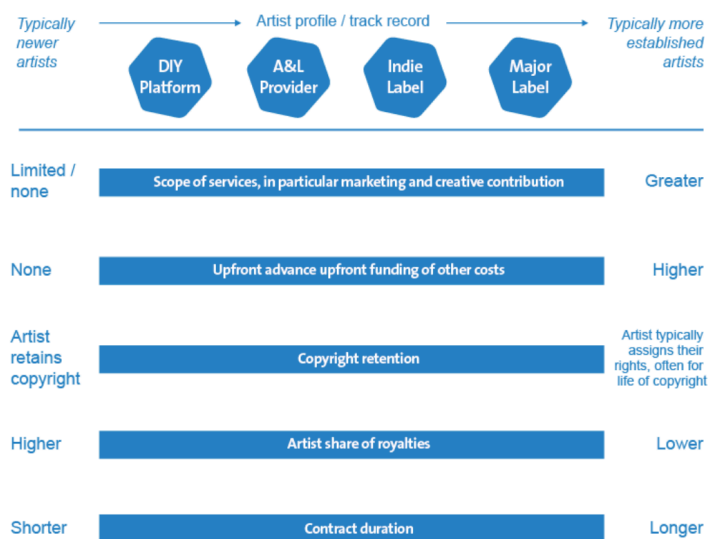 Typically
newer
artists
Artist profile / track record
Typically more
established
artists
DIY
Platform
A&L
Provider
Indie
Label
Major
Label
Limited /
none
Scope of services, in particular marketing and creative contribution
Greater
None
Upfront advance upfront funding of other costs
Higher
Artist
retains
copyright
Copyright retention
Artist typically
assigns their
rights, often for
life of copyright
Higher
Artist share of royalties
Lower
Shorter
Contract duration
Longer